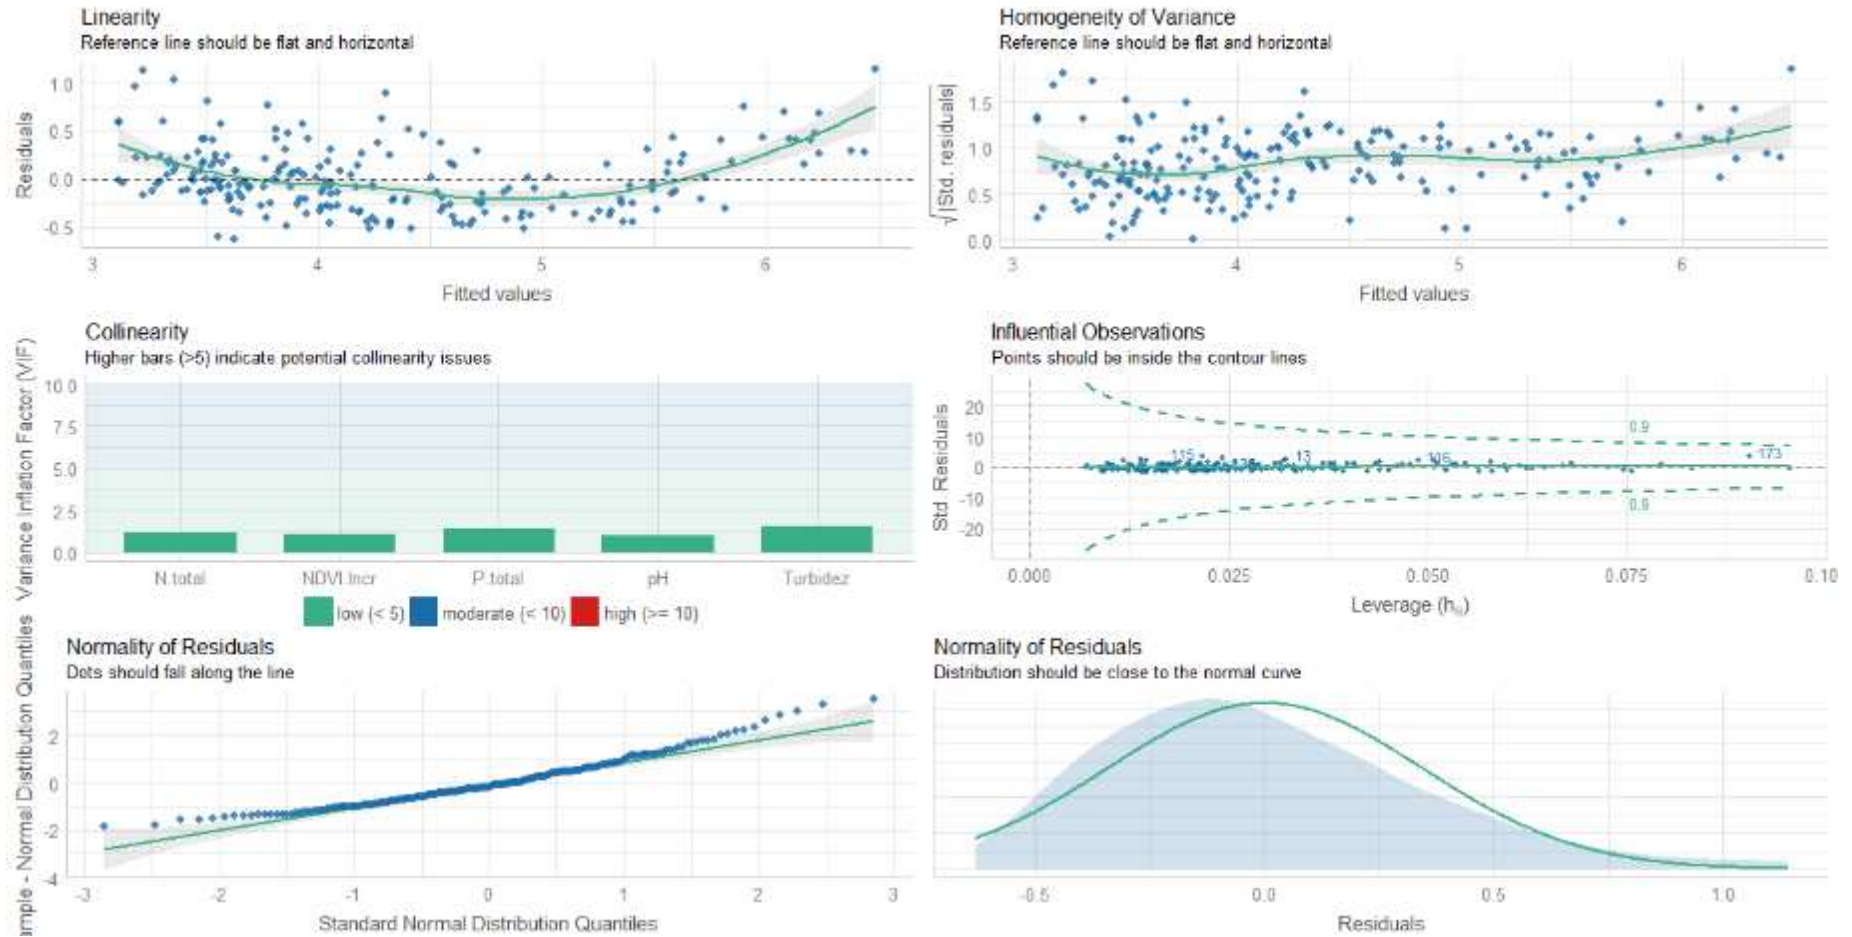 Linearity
Reference line should be flat and horizontal
Residuals
1.0
0.5
0.0
-0.5
3
4
5
6
Fitted values
Homogeneity of Variance
Reference line should be flat and horizontal
√|Std. residuals|
1.5
1.0
0.5
0.0
3
4
5
6
Fitted values
Collinearity
Higher bars (>5) indicate potential collinearity issues
Variance Inflation Factor (VIF)
10.0
7.5
5.0
2.5
0.0
N.total
NDVI.Incr
P.total
pH
Turbidez
low (< 5)
moderate (< 10)
high (>= 10)
Influential Observations
Points should be inside the contour lines
Std. Residuals
20
10
0
-10
-20
0.9
0.9
115
13
173
0.000
0.025
0.050
0.075
0.10
Leverage (hᵢᵢ)
Normality of Residuals
Dots should fall along the line
ample - Normal Distribution Quantiles
2
0
-2
-4
-3
-2
-1
0
1
2
3
Standard Normal Distribution Quantiles
Normality of Residuals
Distribution should be close to the normal curve
-0.5
0.0
0.5
1.0
Residuals